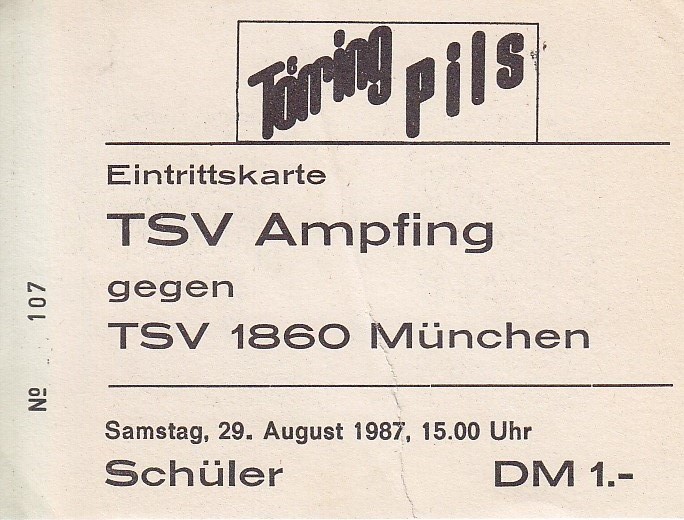 Törring Pils
Eintrittskarte
TSV Ampfing
gegen
TSV 1860 München
Samstag, 29. August 1987, 15.00 Uhr
Schüler DM 1.-
№ 107